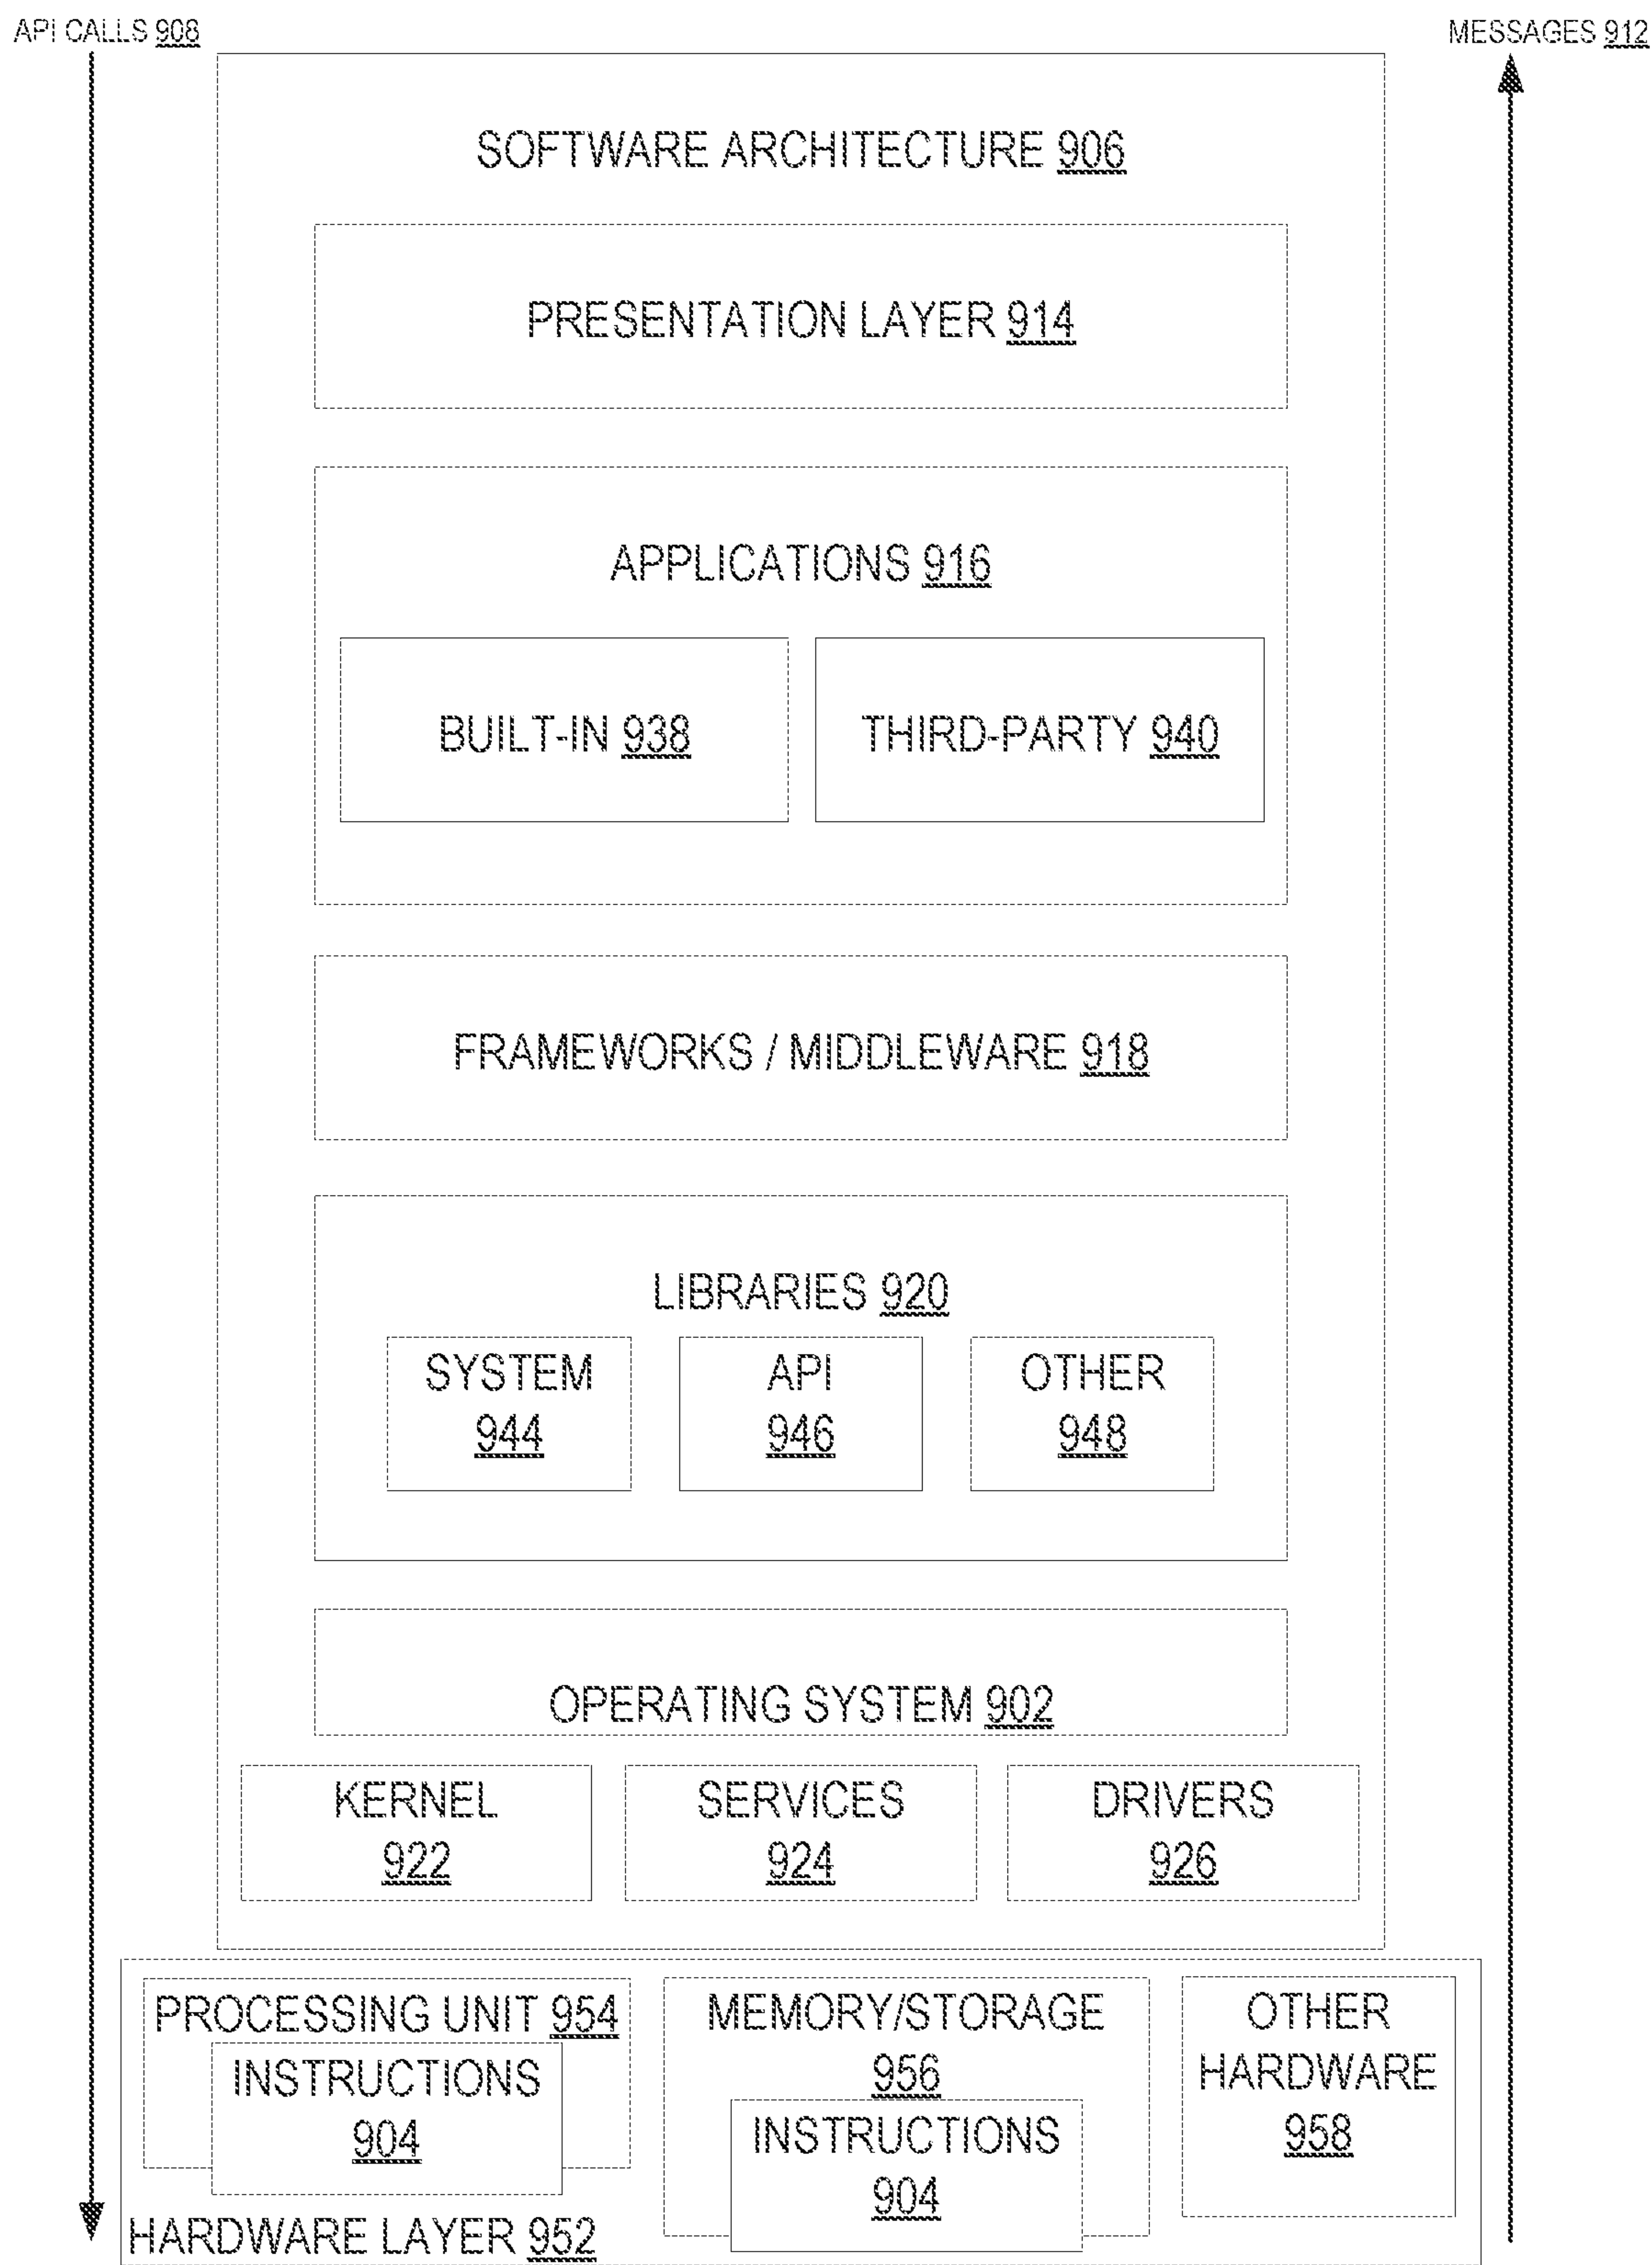 API CALLS 908
MESSAGES 912
SOFTWARE ARCHITECTURE 906
PRESENTATION LAYER 914
APPLICATIONS 916
BUILT-IN 938
THIRD-PARTY 940
FRAMEWORKS / MIDDLEWARE 918
LIBRARIES 920
SYSTEM
944
API
946
OTHER
948
OPERATING SYSTEM 902
KERNEL
922
SERVICES
924
DRIVERS
926
PROCESSING UNIT 954
INSTRUCTIONS
904
MEMORY/STORAGE
956
INSTRUCTIONS
904
OTHER
HARDWARE
958
HARDWARE LAYER 952